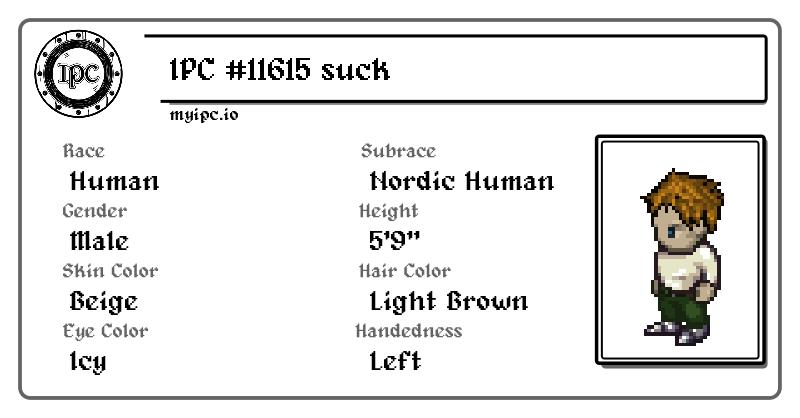 IPC
IPC #11615 suck
myipc.io
Race
Human
Subrace
Nordic Human
Gender
Male
Height
5'9"
Skin Color
Beige
Hair Color
Light Brown
Eye Color
Icy
Handedness
Left